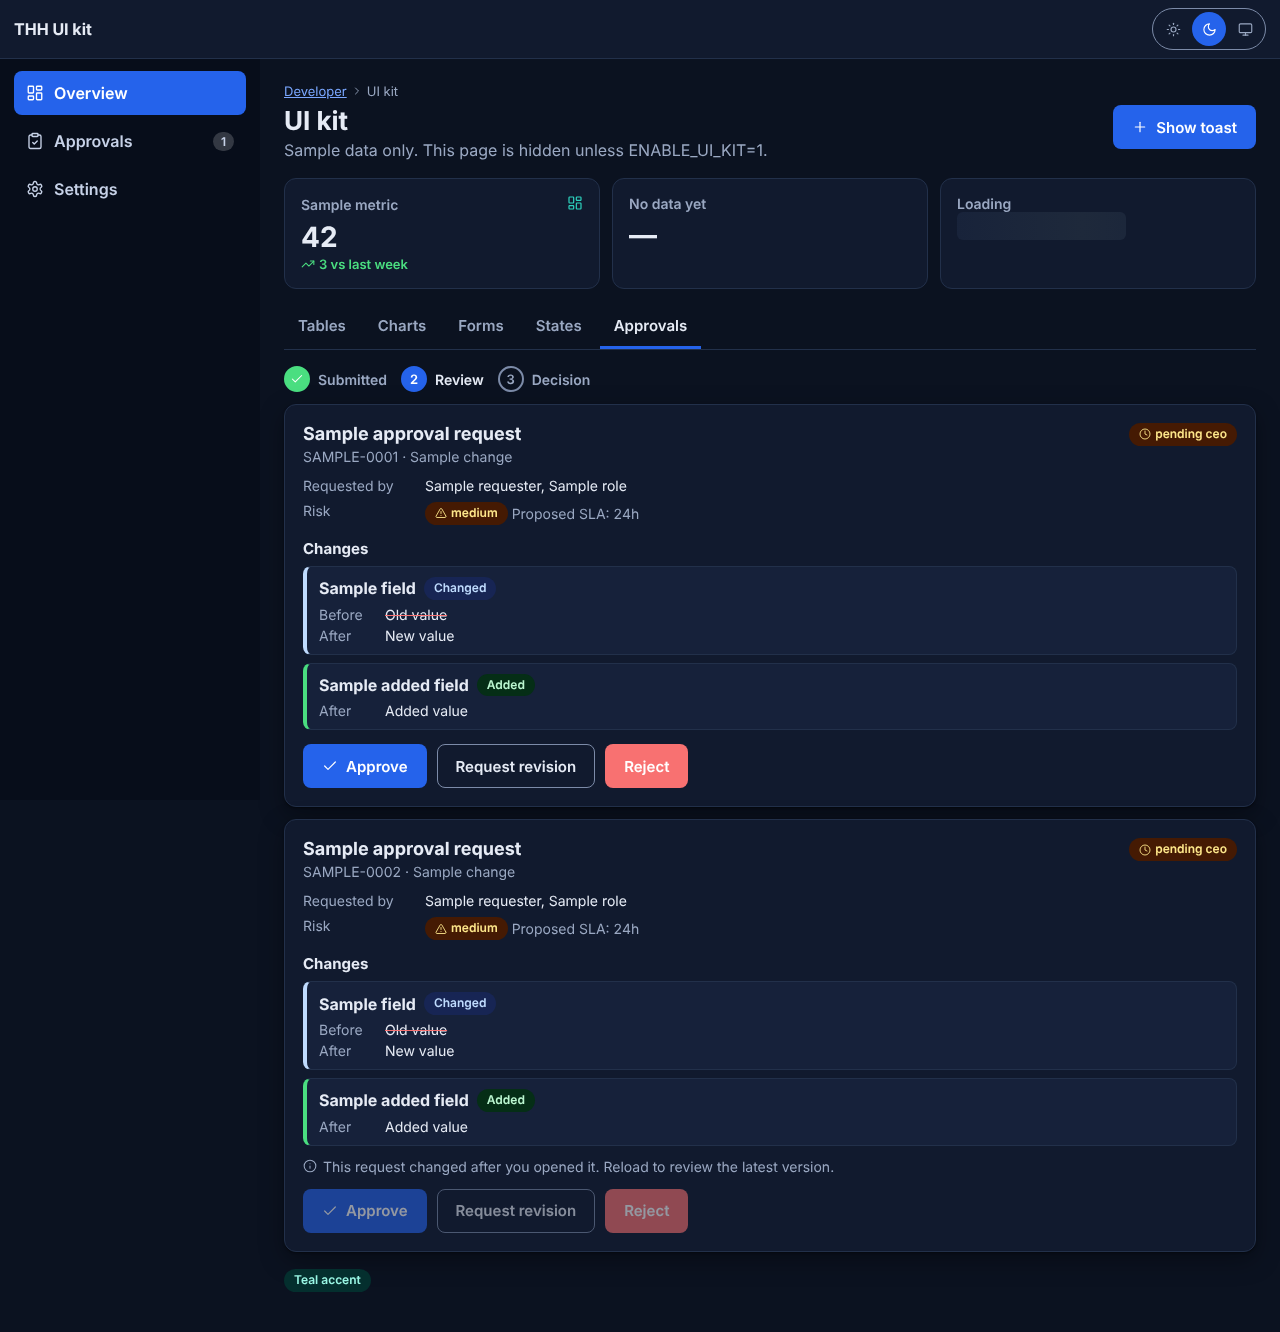 THH UI kit
Overview
Approvals 1
Settings
Developer > UI kit
UI kit
Sample data only. This page is hidden unless ENABLE_UI_KIT=1.
Show toast
Sample metric
42
3 vs last week
No data yet
—
Loading
Tables Charts Forms States Approvals
Submitted 2 Review 3 Decision
Sample approval request
pending ceo
SAMPLE-0001 · Sample change
Requested by Sample requester, Sample role
Risk medium Proposed SLA: 24h
Changes
Sample field Changed
Before Old value
After New value
Sample added field Added
After Added value
Approve Request revision Reject
Sample approval request
pending ceo
SAMPLE-0002 · Sample change
Requested by Sample requester, Sample role
Risk medium Proposed SLA: 24h
Changes
Sample field Changed
Before Old value
After New value
Sample added field Added
After Added value
This request changed after you opened it. Reload to review the latest version.
Approve Request revision Reject
Teal accent